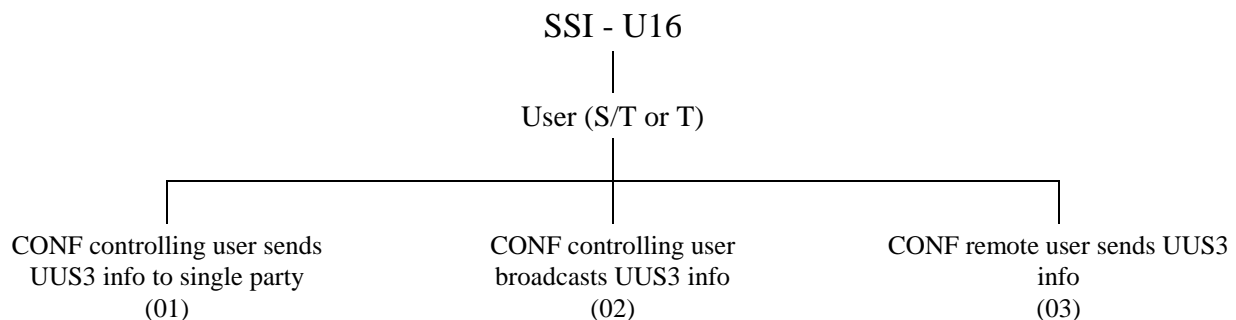 SSI - U16
User (S/T or T)
CONF controlling user sends
UUS3 info to single party
(01)
CONF controlling user
broadcasts UUS3 info
(02)
CONF remote user sends UUS3
info
(03)